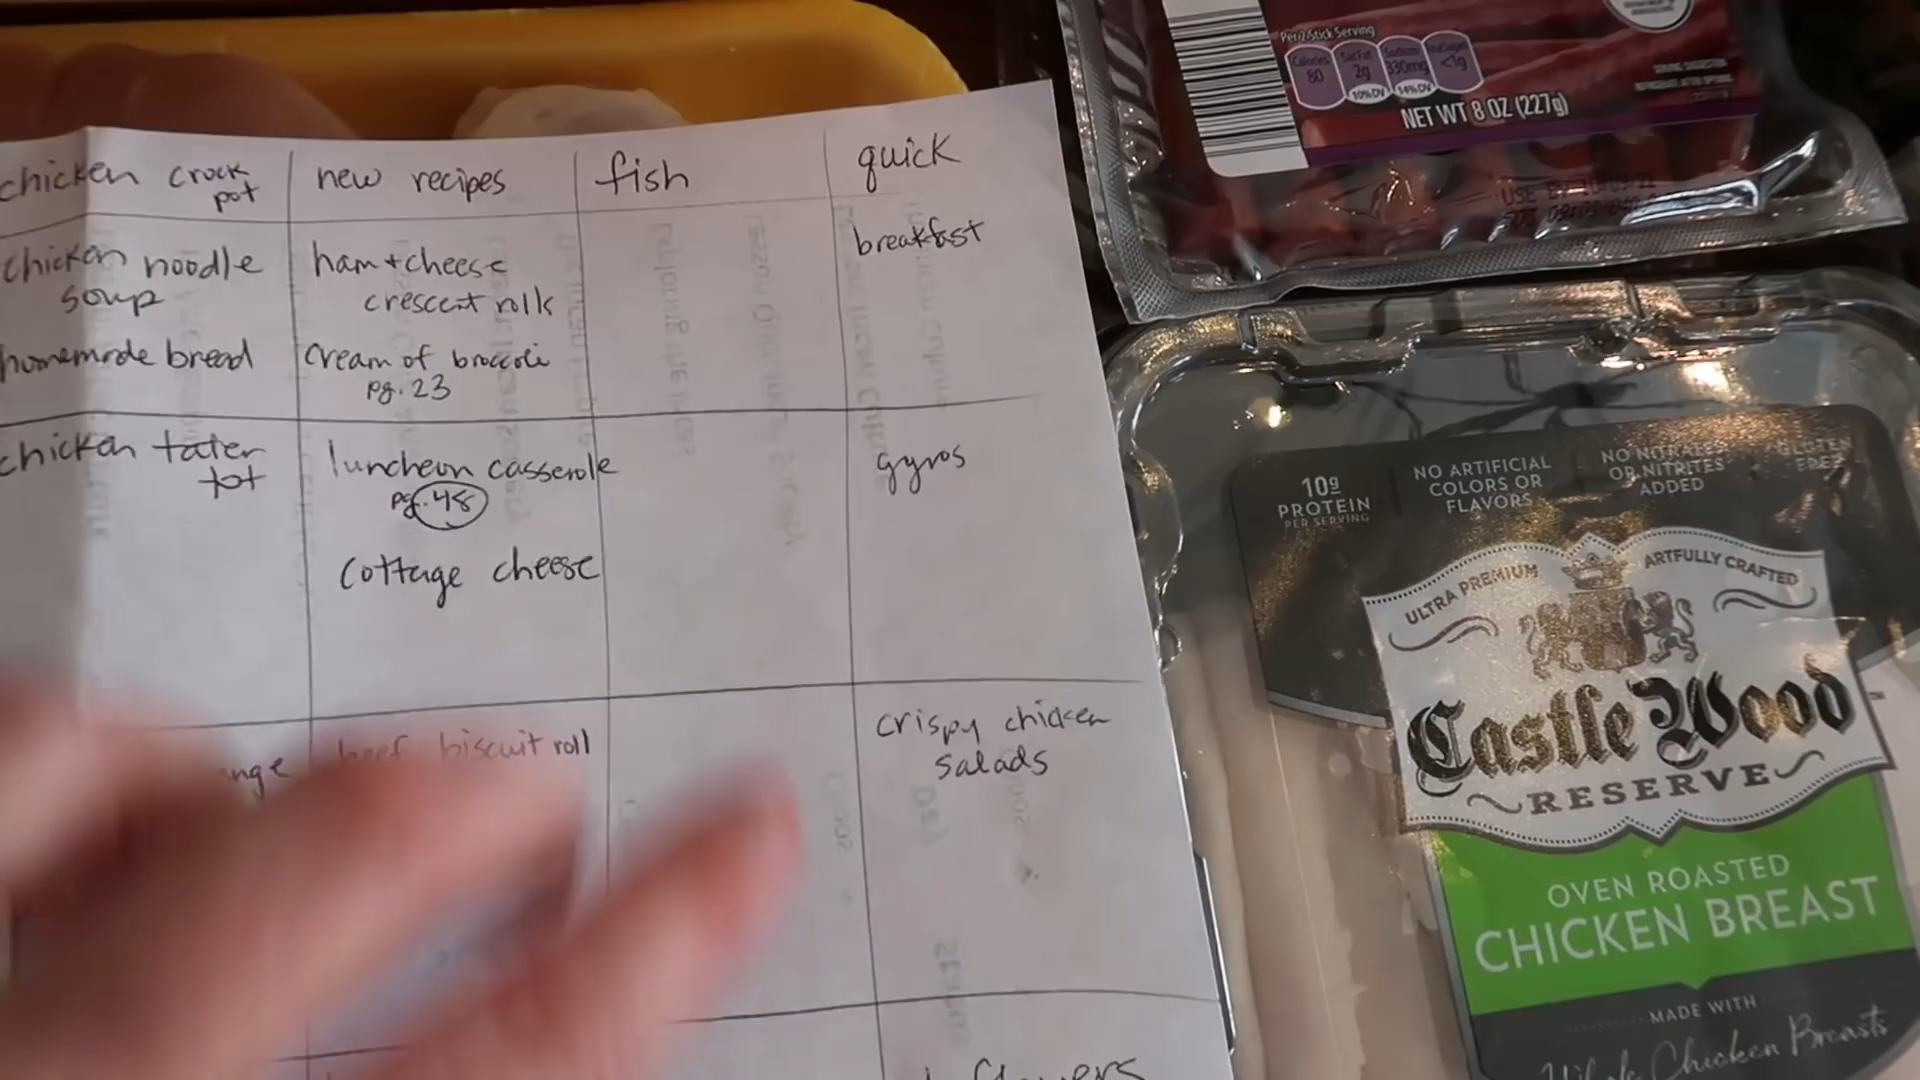 chicken crock
pot
new recipes
fish
quick
chicken noodle
soup
homemade bread
ham + cheese
crescent rolls
cream of broccoli
pg. 23
breakfast
chicken tater
tot
luncheon casserole
pg. 48
cottage cheese
gyros
beef biscuit roll
crispy chicken
salads
Per 2 Stick Serving
Calories
80
Sat Fat
2g
10% DV
Sodium
330mg
14% DV
<1g
NET WT 8 OZ (227g)
10g
PROTEIN
PER SERVING
NO ARTIFICIAL
COLORS OR
FLAVORS
NO NITRATES
OR NITRITES
ADDED
GLUTEN
FREE
ULTRA PREMIUM
ARTFULLY CRAFTED
Castle Wood
RESERVE
OVEN ROASTED
CHICKEN BREAST
MADE WITH
Whole Chicken Breasts